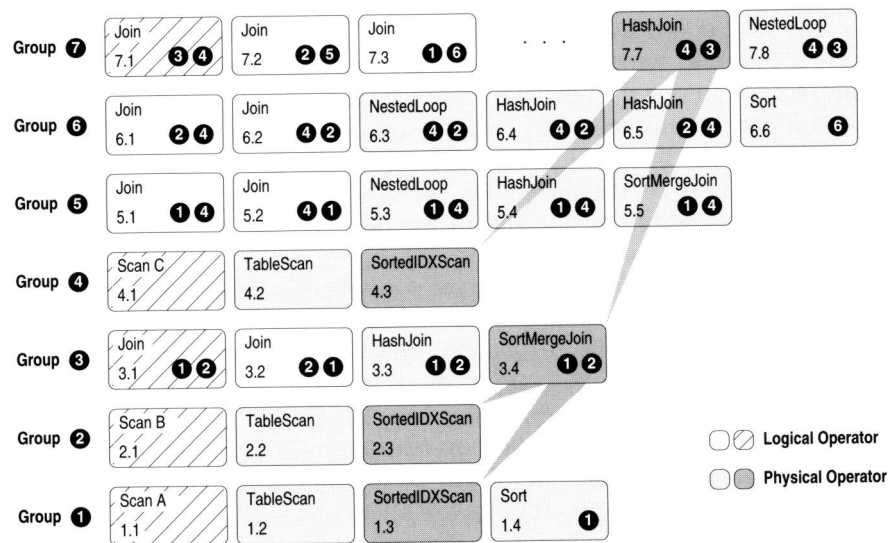 Group 7
Join
7.1 3 4
Join
7.2 2 5
Join
7.3 1 6
. . .
HashJoin
7.7 4 3
NestedLoop
7.8 4 3
Group 6
Join
6.1 2 4
Join
6.2 4 2
NestedLoop
6.3 4 2
HashJoin
6.4 4 2
HashJoin
6.5 2 4
Sort
6.6 6
Group 5
Join
5.1 1 4
Join
5.2 4 1
NestedLoop
5.3 1 4
HashJoin
5.4 1 4
SortMergeJoin
5.5 1 4
Group 4
Scan C
4.1
TableScan
4.2
SortedIDXScan
4.3
Group 3
Join
3.1 1 2
Join
3.2 2 1
HashJoin
3.3 1 2
SortMergeJoin
3.4 1 2
Group 2
Scan B
2.1
TableScan
2.2
SortedIDXScan
2.3
Group 1
Scan A
1.1
TableScan
1.2
SortedIDXScan
1.3
Sort
1.4 1
Logical Operator
Physical Operator